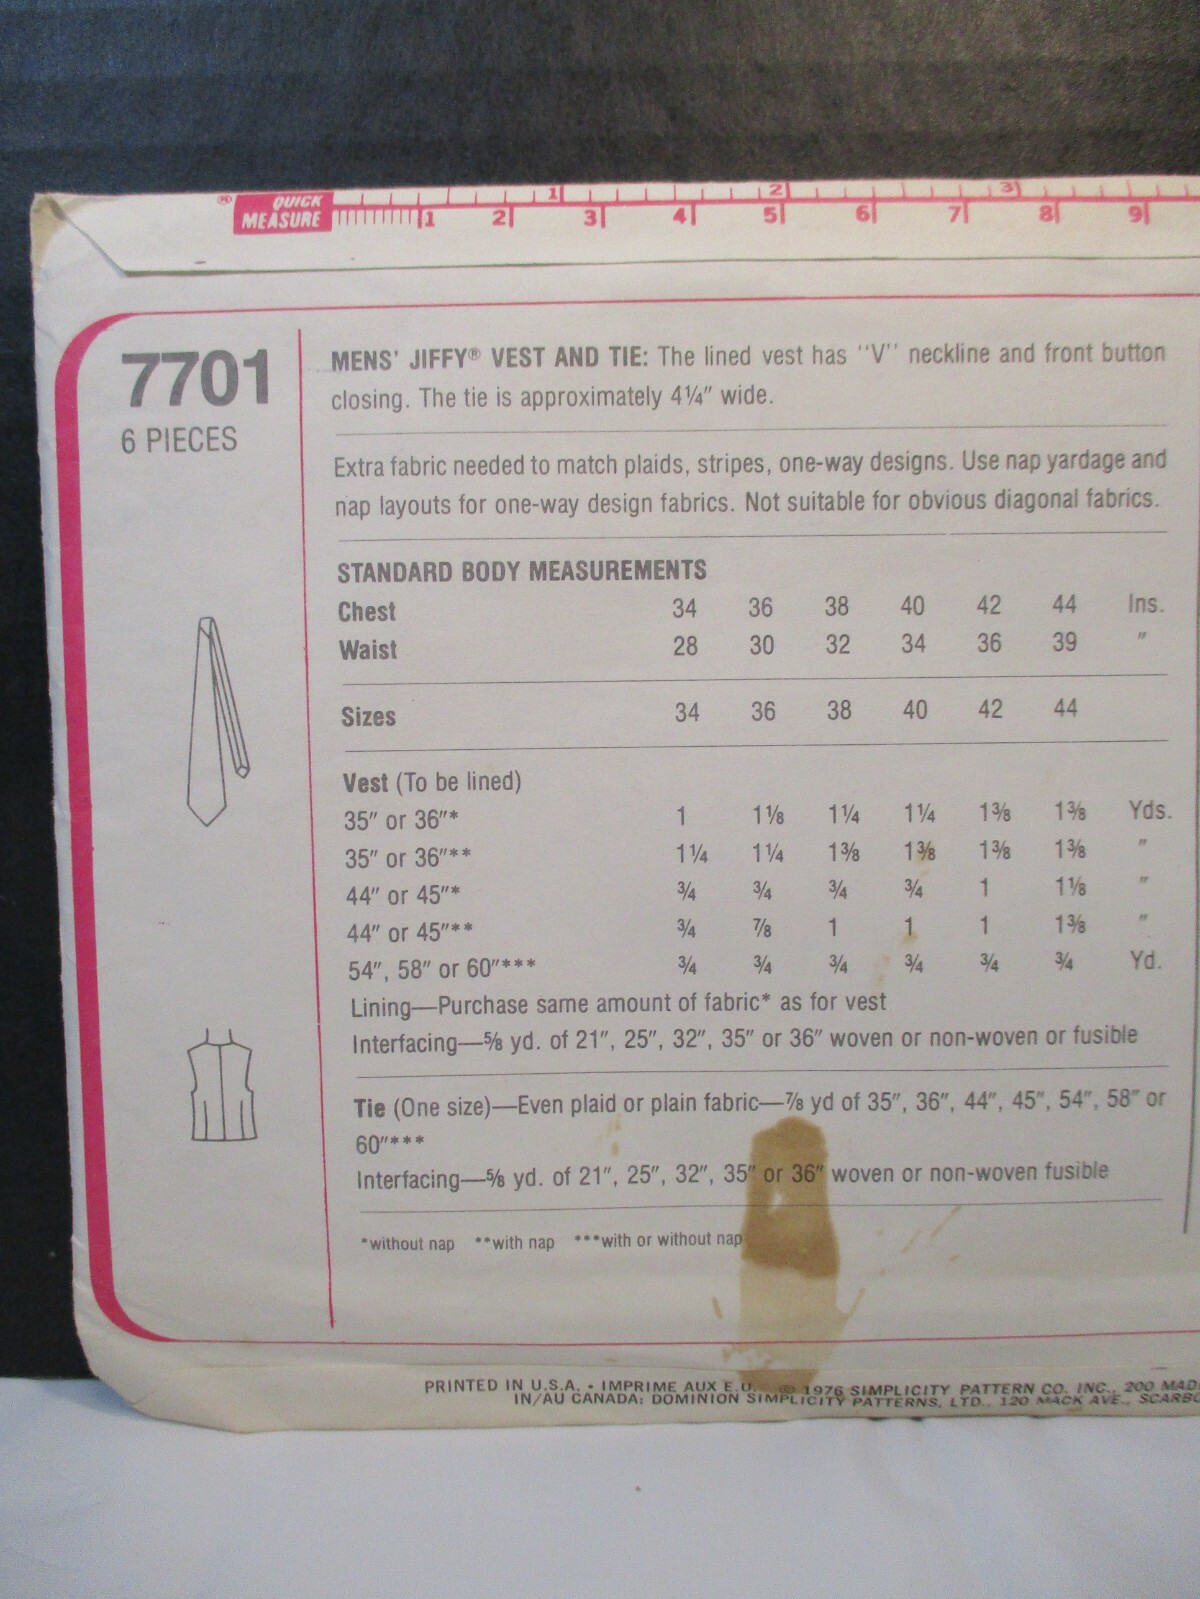 ® QUICK
MEASURE
1 2 3
1 2 3 4 5 6 7 8 9
7701
6 PIECES
MENS' JIFFY® VEST AND TIE: The lined vest has "V" neckline and front button
closing. The tie is approximately 4¼" wide.
Extra fabric needed to match plaids, stripes, one-way designs. Use nap yardage and
nap layouts for one-way design fabrics. Not suitable for obvious diagonal fabrics.
STANDARD BODY MEASUREMENTS
Chest 34 36 38 40 42 44 Ins.
Waist 28 30 32 34 36 39 "
Sizes 34 36 38 40 42 44
Vest (To be lined)
35" or 36"* 1 1⅛ 1¼ 1¼ 1⅜ 1⅜ Yds.
35" or 36"** 1¼ 1¼ 1⅜ 1⅜ 1⅜ 1⅜ "
44" or 45"* ¾ ¾ ¾ ¾ 1 1⅛ "
44" or 45"** ¾ ⅞ 1 1 1 1⅜ "
54", 58" or 60"*** ¾ ¾ ¾ ¾ ¾ ¾ Yd.
Lining—Purchase same amount of fabric* as for vest
Interfacing—⅝ yd. of 21", 25", 32", 35" or 36" woven or non-woven or fusible
Tie (One size)—Even plaid or plain fabric—⅞ yd of 35", 36", 44", 45", 54", 58" or
60"***
Interfacing—⅝ yd. of 21", 25", 32", 35" or 36" woven or non-woven fusible
*without nap **with nap ***with or without nap
PRINTED IN U.S.A. • IMPRIME AUX E.U. © 1976 SIMPLICITY PATTERN CO. INC., 200 MAD
IN/AU CANADA: DOMINION SIMPLICITY PATTERNS, LTD., 120 MACK AVE., SCARBO